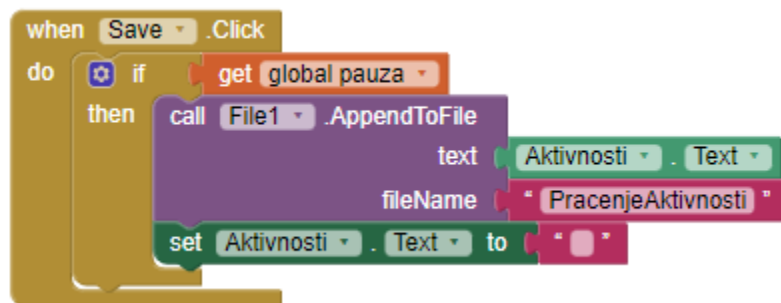 when Save .Click
do if get global pauza
then call File1 .AppendToFile
text Aktivnosti . Text
fileName “ PracenjeAktivnosti ”
set Aktivnosti . Text to “ ”